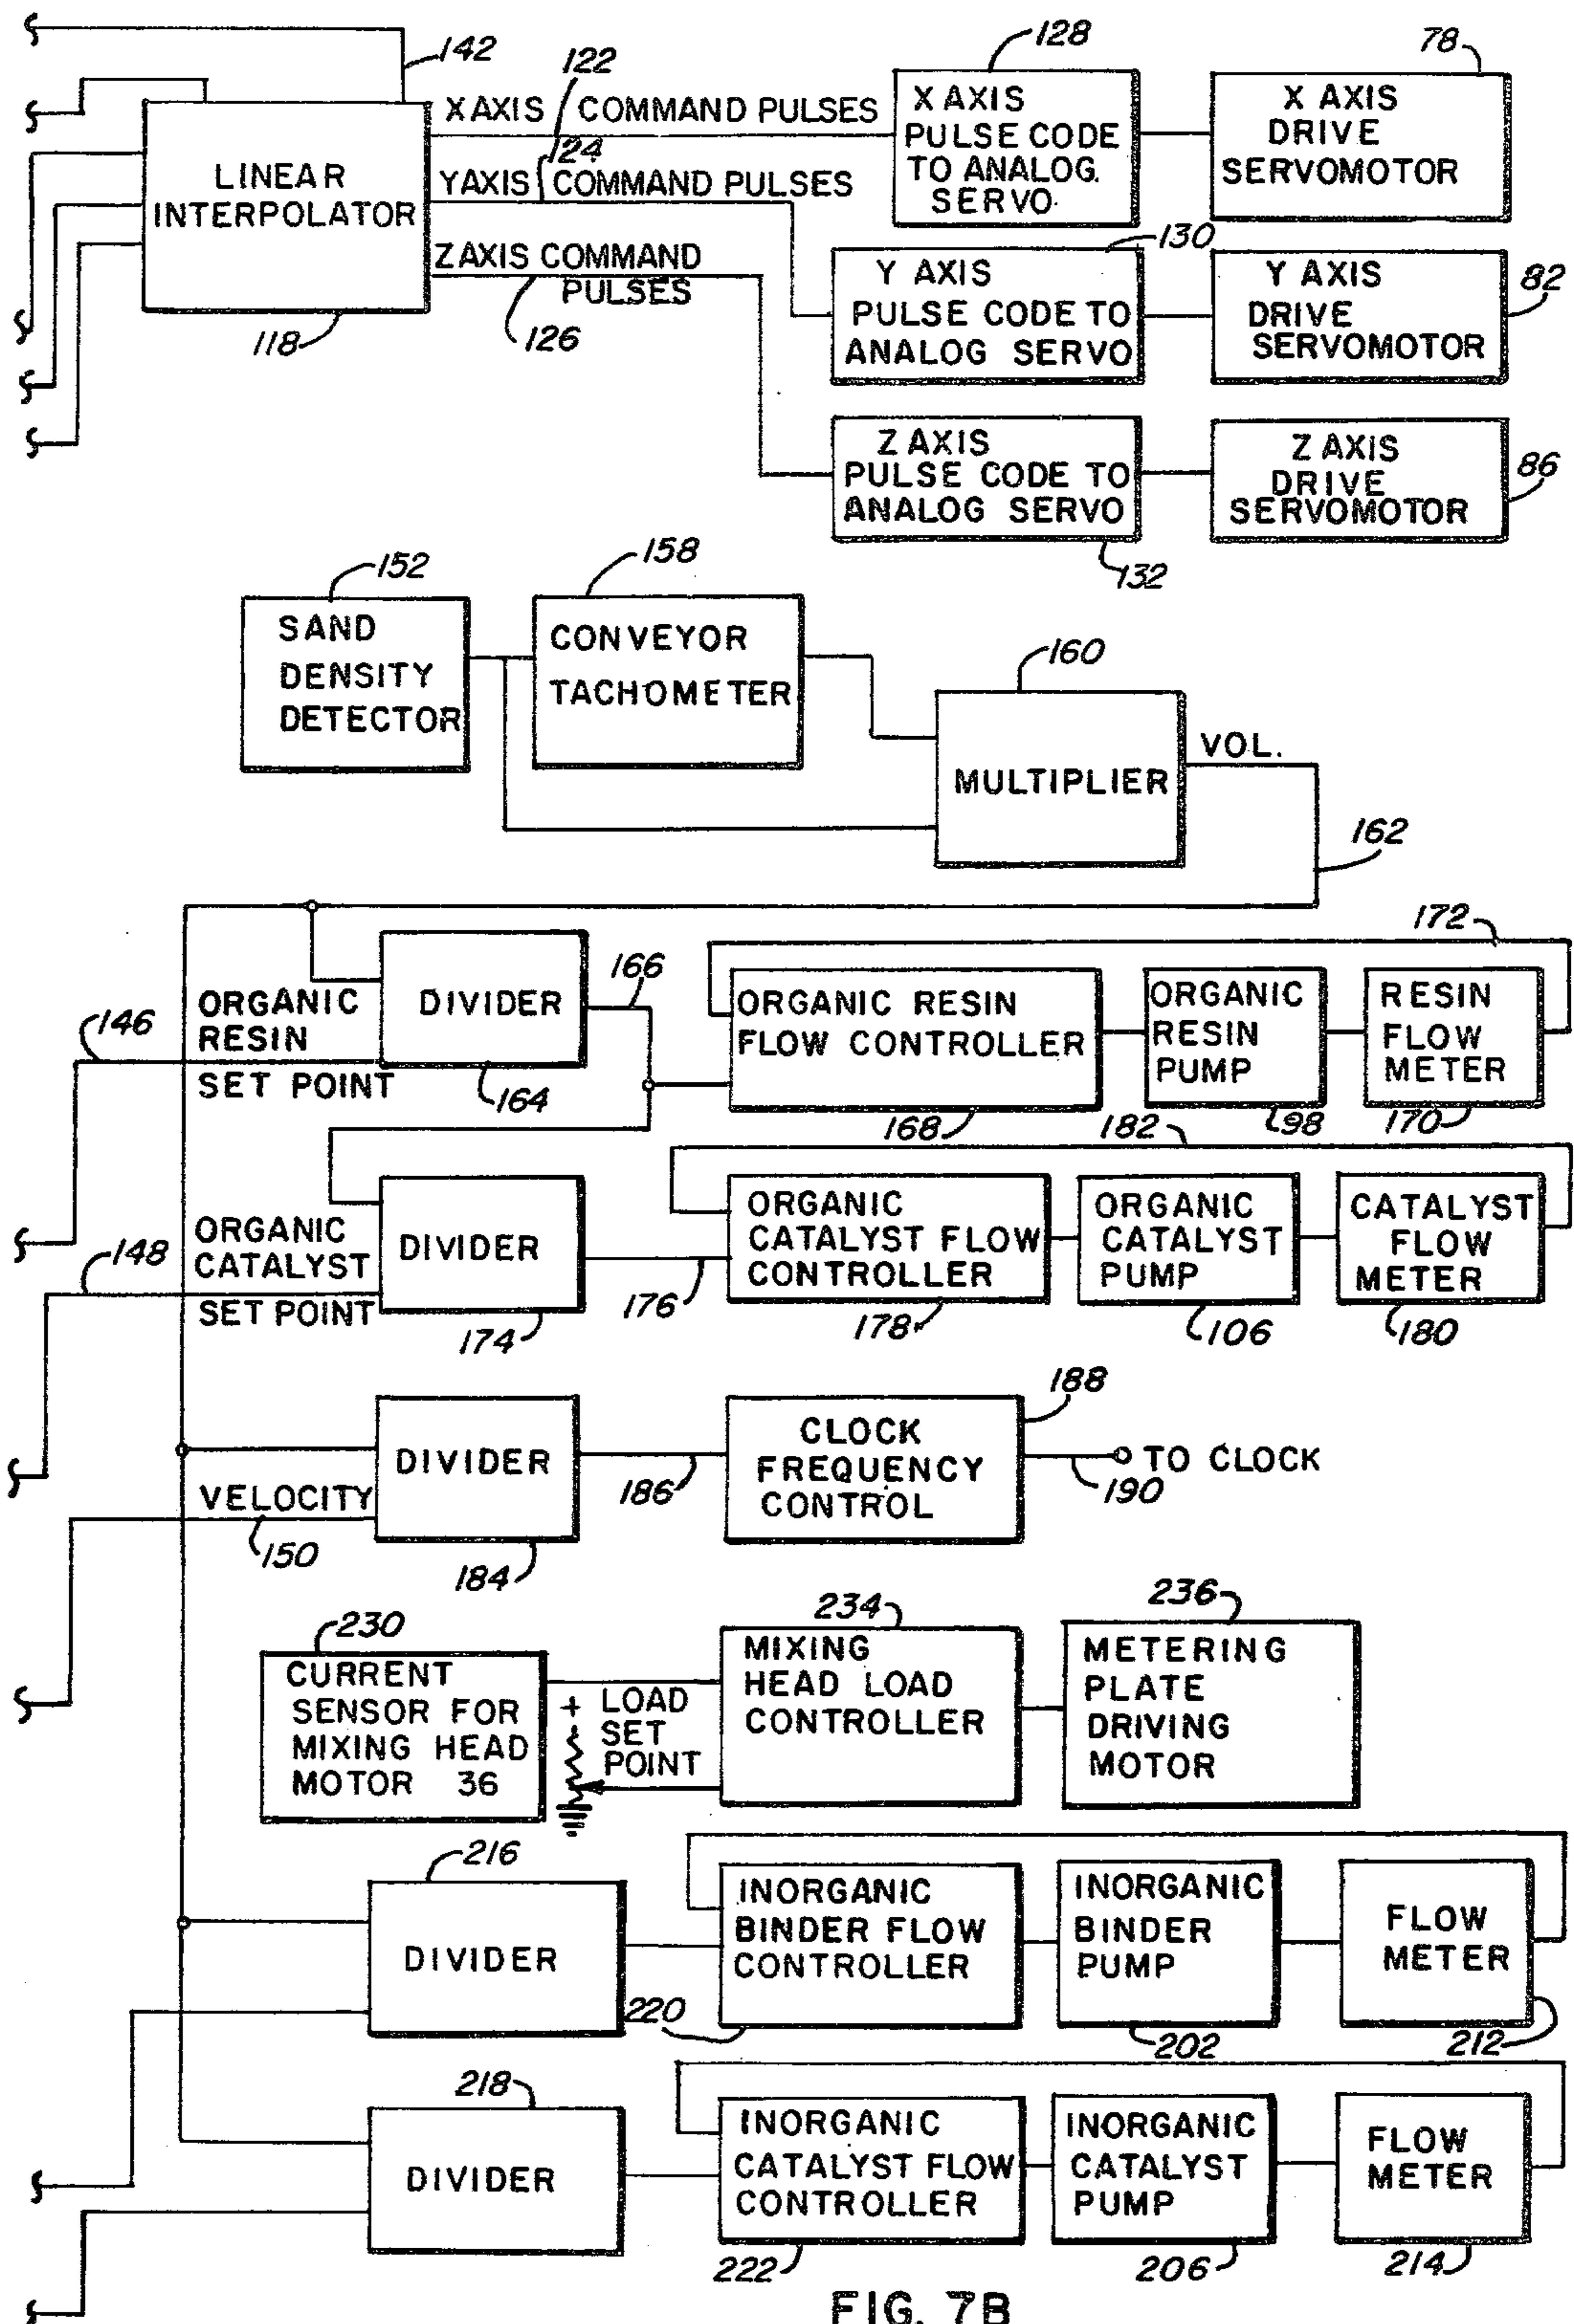 142
122
128
78
X AXIS COMMAND PULSES
X AXIS
PULSE CODE
TO ANALOG.
SERVO
X AXIS
DRIVE
SERVOMOTOR
124
Y AXIS COMMAND PULSES
LINEAR
INTERPOLATOR
118
Z AXIS COMMAND
PULSES
126
130
Y AXIS
PULSE CODE TO
ANALOG SERVO
Y AXIS
DRIVE
SERVOMOTOR
82
Z AXIS
PULSE CODE TO
ANALOG SERVO
132
Z AXIS
DRIVE
SERVOMOTOR
86
152
SAND
DENSITY
DETECTOR
158
CONVEYOR
TACHOMETER
160
MULTIPLIER
VOL.
162
172
146
ORGANIC
RESIN
SET POINT
DIVIDER
164
166
ORGANIC RESIN
FLOW CONTROLLER
168
ORGANIC
RESIN
PUMP
98
RESIN
FLOW
METER
170
182
148
ORGANIC
CATALYST
SET POINT
DIVIDER
174
176
ORGANIC
CATALYST FLOW
CONTROLLER
178
ORGANIC
CATALYST
PUMP
106
CATALYST
FLOW
METER
180
VELOCITY
150
DIVIDER
184
186
CLOCK
FREQUENCY
CONTROL
188
190
TO CLOCK
230
CURRENT
SENSOR FOR
MIXING HEAD
MOTOR 36
+ LOAD
SET
POINT
234
MIXING
HEAD LOAD
CONTROLLER
236
METERING
PLATE
DRIVING
MOTOR
216
DIVIDER
220
INORGANIC
BINDER FLOW
CONTROLLER
INORGANIC
BINDER
PUMP
202
FLOW
METER
212
218
DIVIDER
INORGANIC
CATALYST FLOW
CONTROLLER
222
INORGANIC
CATALYST
PUMP
206
FLOW
METER
214
FIG. 7B